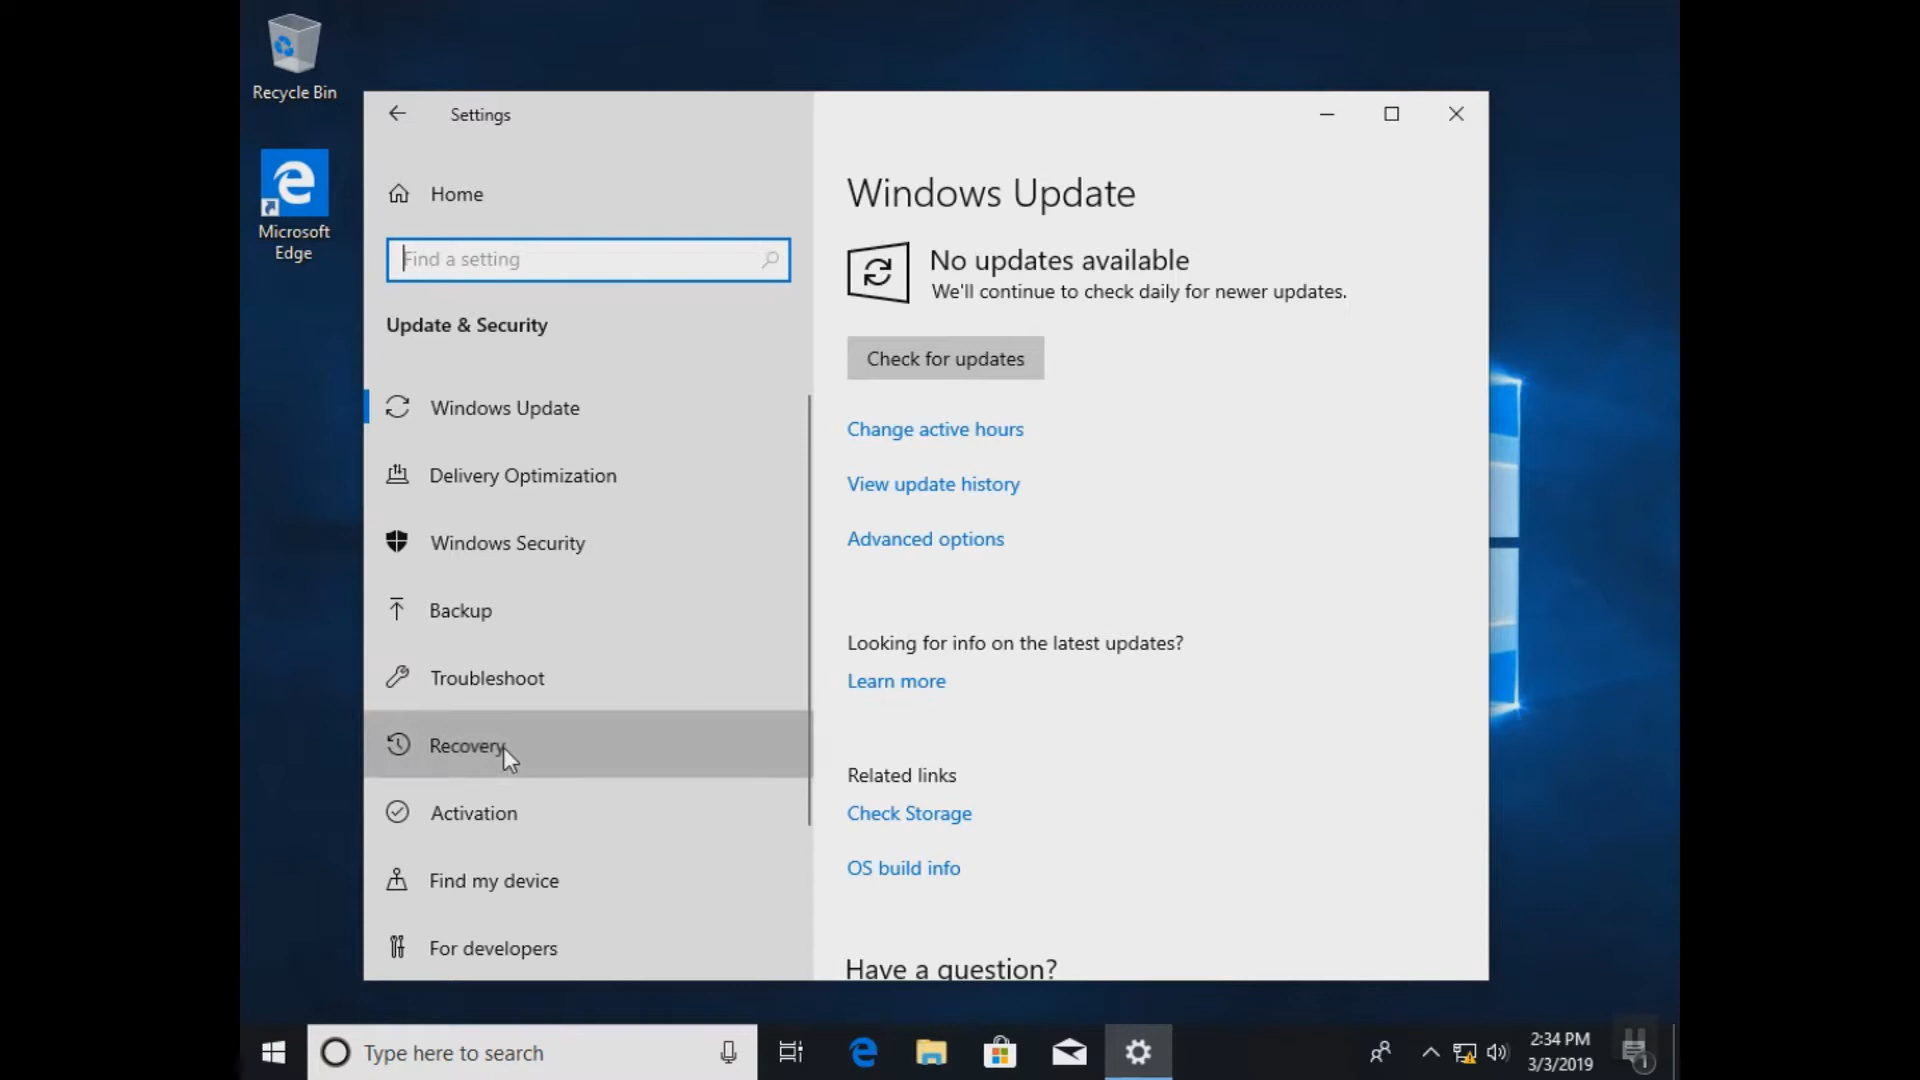 Recycle Bin
Microsoft
Edge
Settings
Home
Find a setting
Update & Security
Windows Update
Delivery Optimization
Windows Security
Backup
Troubleshoot
Recovery
Activation
Find my device
For developers
Windows Update
No updates available
We'll continue to check daily for newer updates.
Check for updates
Change active hours
View update history
Advanced options
Looking for info on the latest updates?
Learn more
Related links
Check Storage
OS build info
Have a question?
Type here to search
2:34 PM
3/3/2019
1